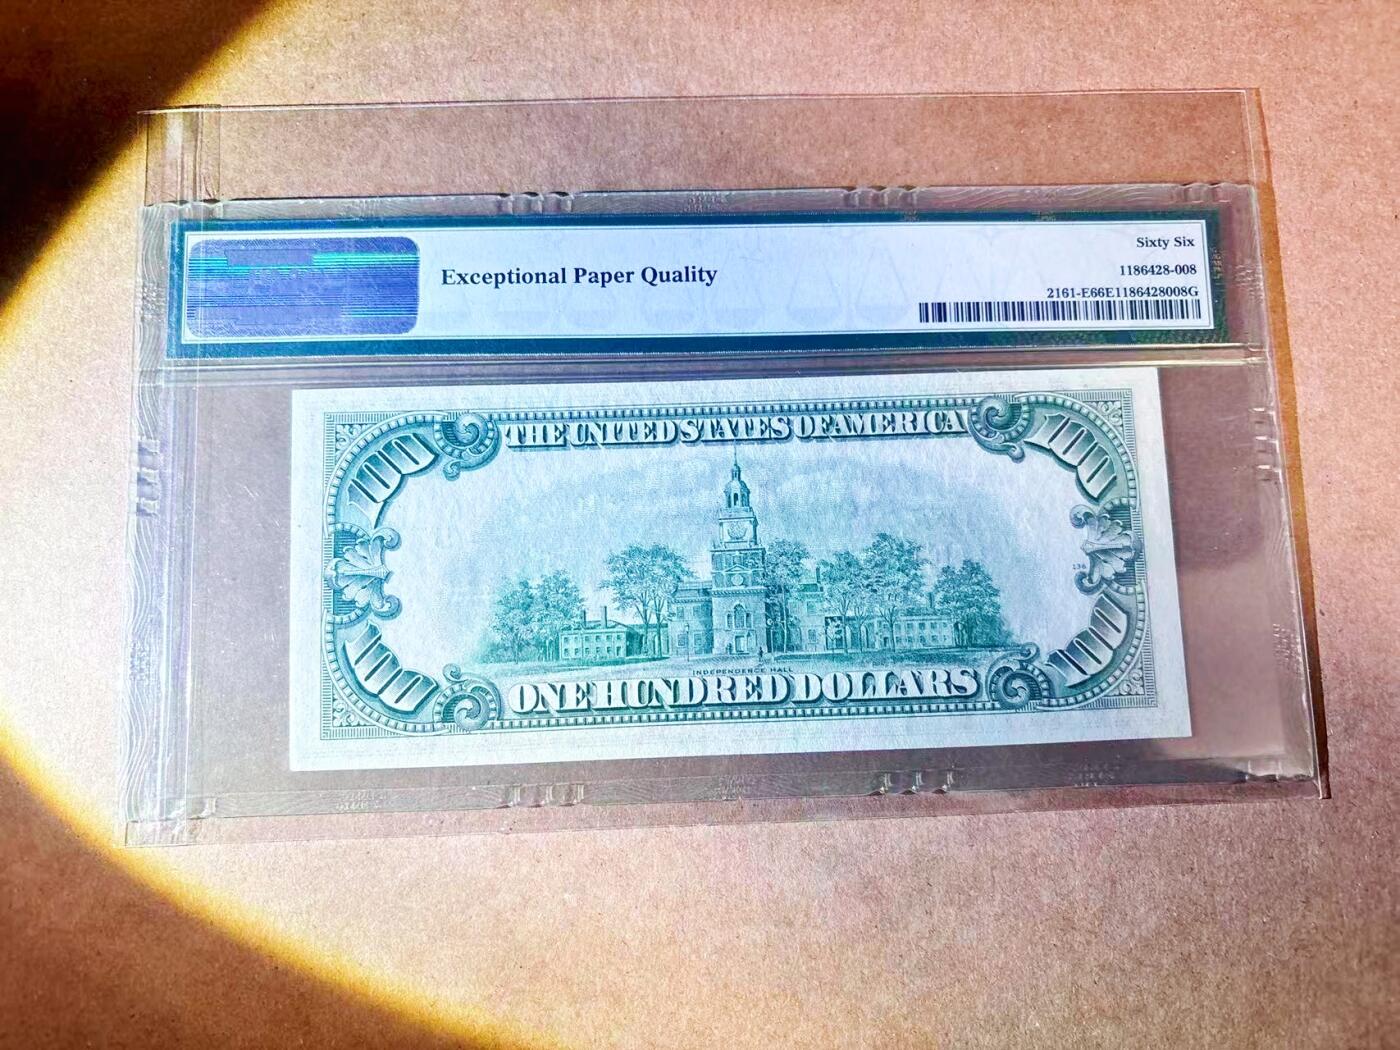 Exceptional Paper Quality
Sixty Six
1186428-008
2161-E66E1186428008G
THE UNITED STATES OF AMERICA
100
100
136
100
100
INDEPENDENCE HALL
ONE HUNDRED DOLLARS